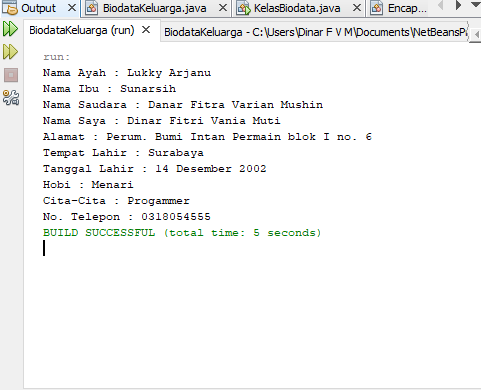 Output BiodataKeluarga.java KelasBiodata.java Encap...
BiodataKeluarga (run) BiodataKeluarga - C:\Users\Dinar F V M\Documents\NetBeansP
run:
Nama Ayah : Lukky Arjanu
Nama Ibu : Sunarsih
Nama Saudara : Danar Fitra Varian Mushin
Nama Saya : Dinar Fitri Vania Muti
Alamat : Perum. Bumi Intan Permain blok I no. 6
Tempat Lahir : Surabaya
Tanggal Lahir : 14 Desember 2002
Hobi : Menari
Cita-Cita : Progammer
No. Telepon : 0318054555
BUILD SUCCESSFUL (total time: 5 seconds)